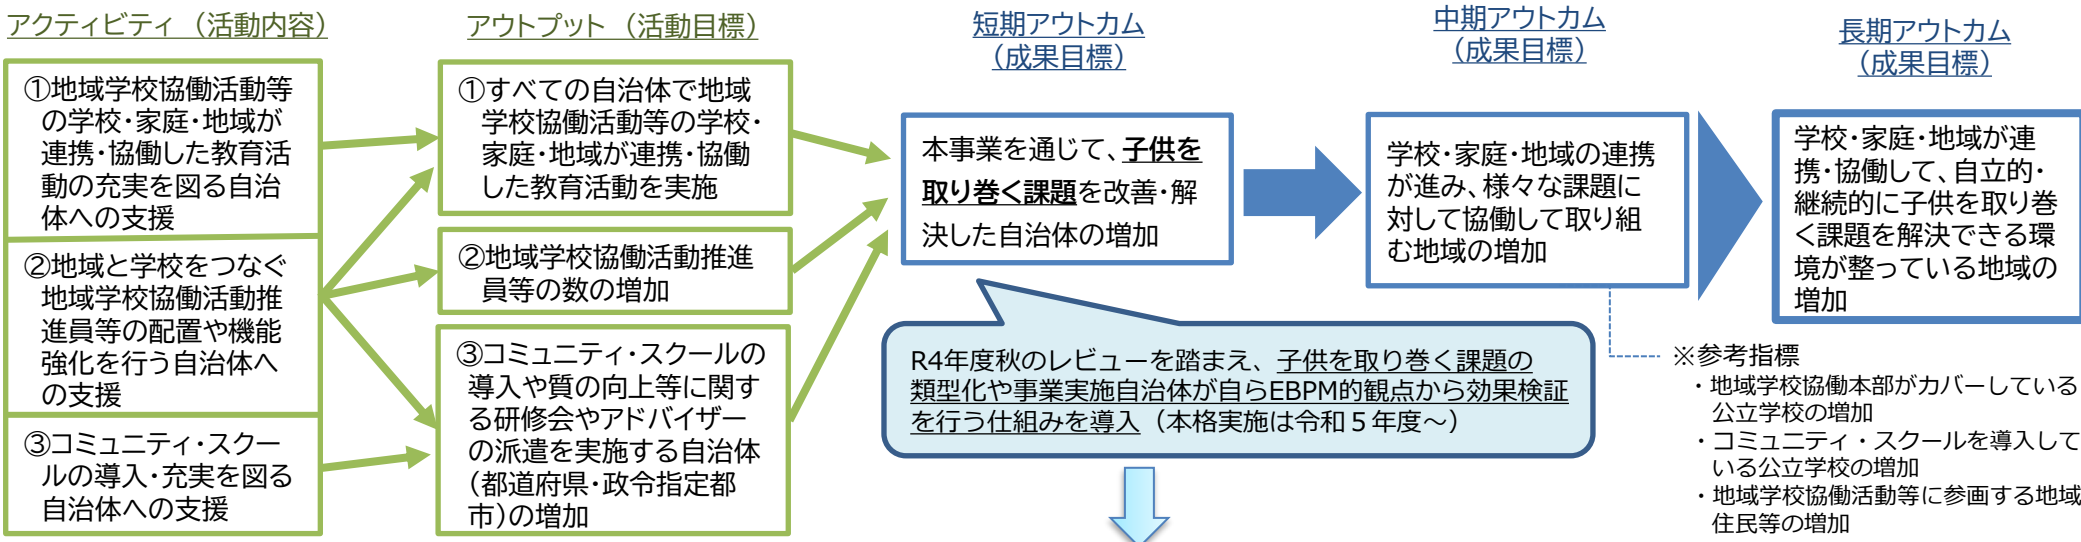 アクティビティ（活動内容）
①地域学校協働活動等
の学校・家庭・地域が
連携・協働した教育活
動の充実を図る自治
体への支援
②地域と学校をつなぐ
地域学校協働活動推
進員等の配置や機能
強化を行う自治体へ
の支援
③コミュニティ・スクー
ルの導入・充実を図る
自治体への支援
アウトプット（活動目標）
①すべての自治体で地域
学校協働活動等の学校・
家庭・地域が連携・協働
した教育活動を実施
②地域学校協働活動推進
員等の数の増加
③コミュニティ・スクールの
導入や質の向上等に関す
る研修会やアドバイザー
の派遣を実施する自治体
（都道府県・政令指定都
市）の増加
短期アウトカム
（成果目標）
本事業を通じて、子供を
取り巻く課題を改善・解
決した自治体の増加
R4年度秋のレビューを踏まえ、子供を取り巻く課題の
類型化や事業実施自治体が自らEBPM的観点から効果検証
を行う仕組みを導入（本格実施は令和５年度～）
中期アウトカム
（成果目標）
学校・家庭・地域の連携
が進み、様々な課題に
対して協働して取り組
む地域の増加
長期アウトカム
（成果目標）
学校・家庭・地域が連
携・協働して、自立的・
継続的に子供を取り巻
く課題を解決できる環
境が整っている地域の
増加
※参考指標
・地域学校協働本部がカバーしている
公立学校の増加
・コミュニティ・スクールを導入して
いる公立学校の増加
・地域学校協働活動等に参画する地域
住民等の増加